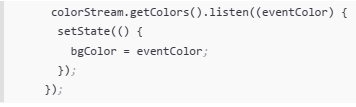 colorStream.getColors().listen((eventColor) {
setState(() {
bgColor = eventColor;
});
});